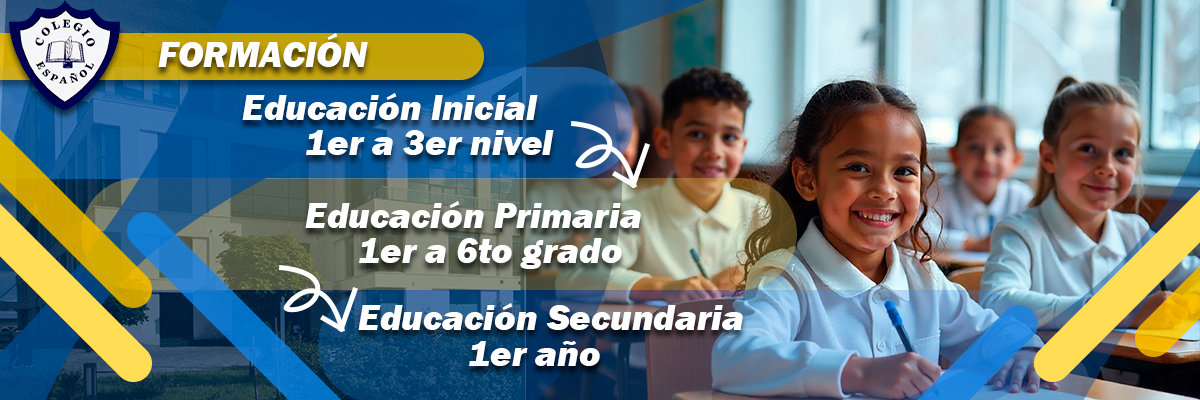 COLEGIO
ESPAÑOL
FORMACIÓN
Educación Inicial
1er a 3er nivel
Educación Primaria
1er a 6to grado
Educación Secundaria
1er año